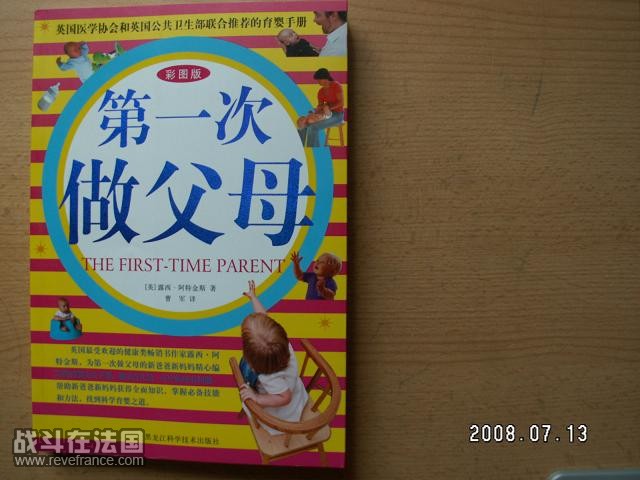 英国医学协会和英国公共卫生部联合推荐的育婴手册
彩图版
第一次
做父母
THE FIRST-TIME PARENT
[英]露西·阿特金斯 著
曹 军 译
英国最受欢迎的健康类畅销书作家露西·阿
特金斯,为第一次做父母的新爸爸新妈妈精心编
帮助新爸爸新妈妈获得全面知识,掌握必备技能
和方法,找到科学育婴之道。
黑龙江科学技术出版社
战斗在法国
www.revefrance.com
2008.07.13